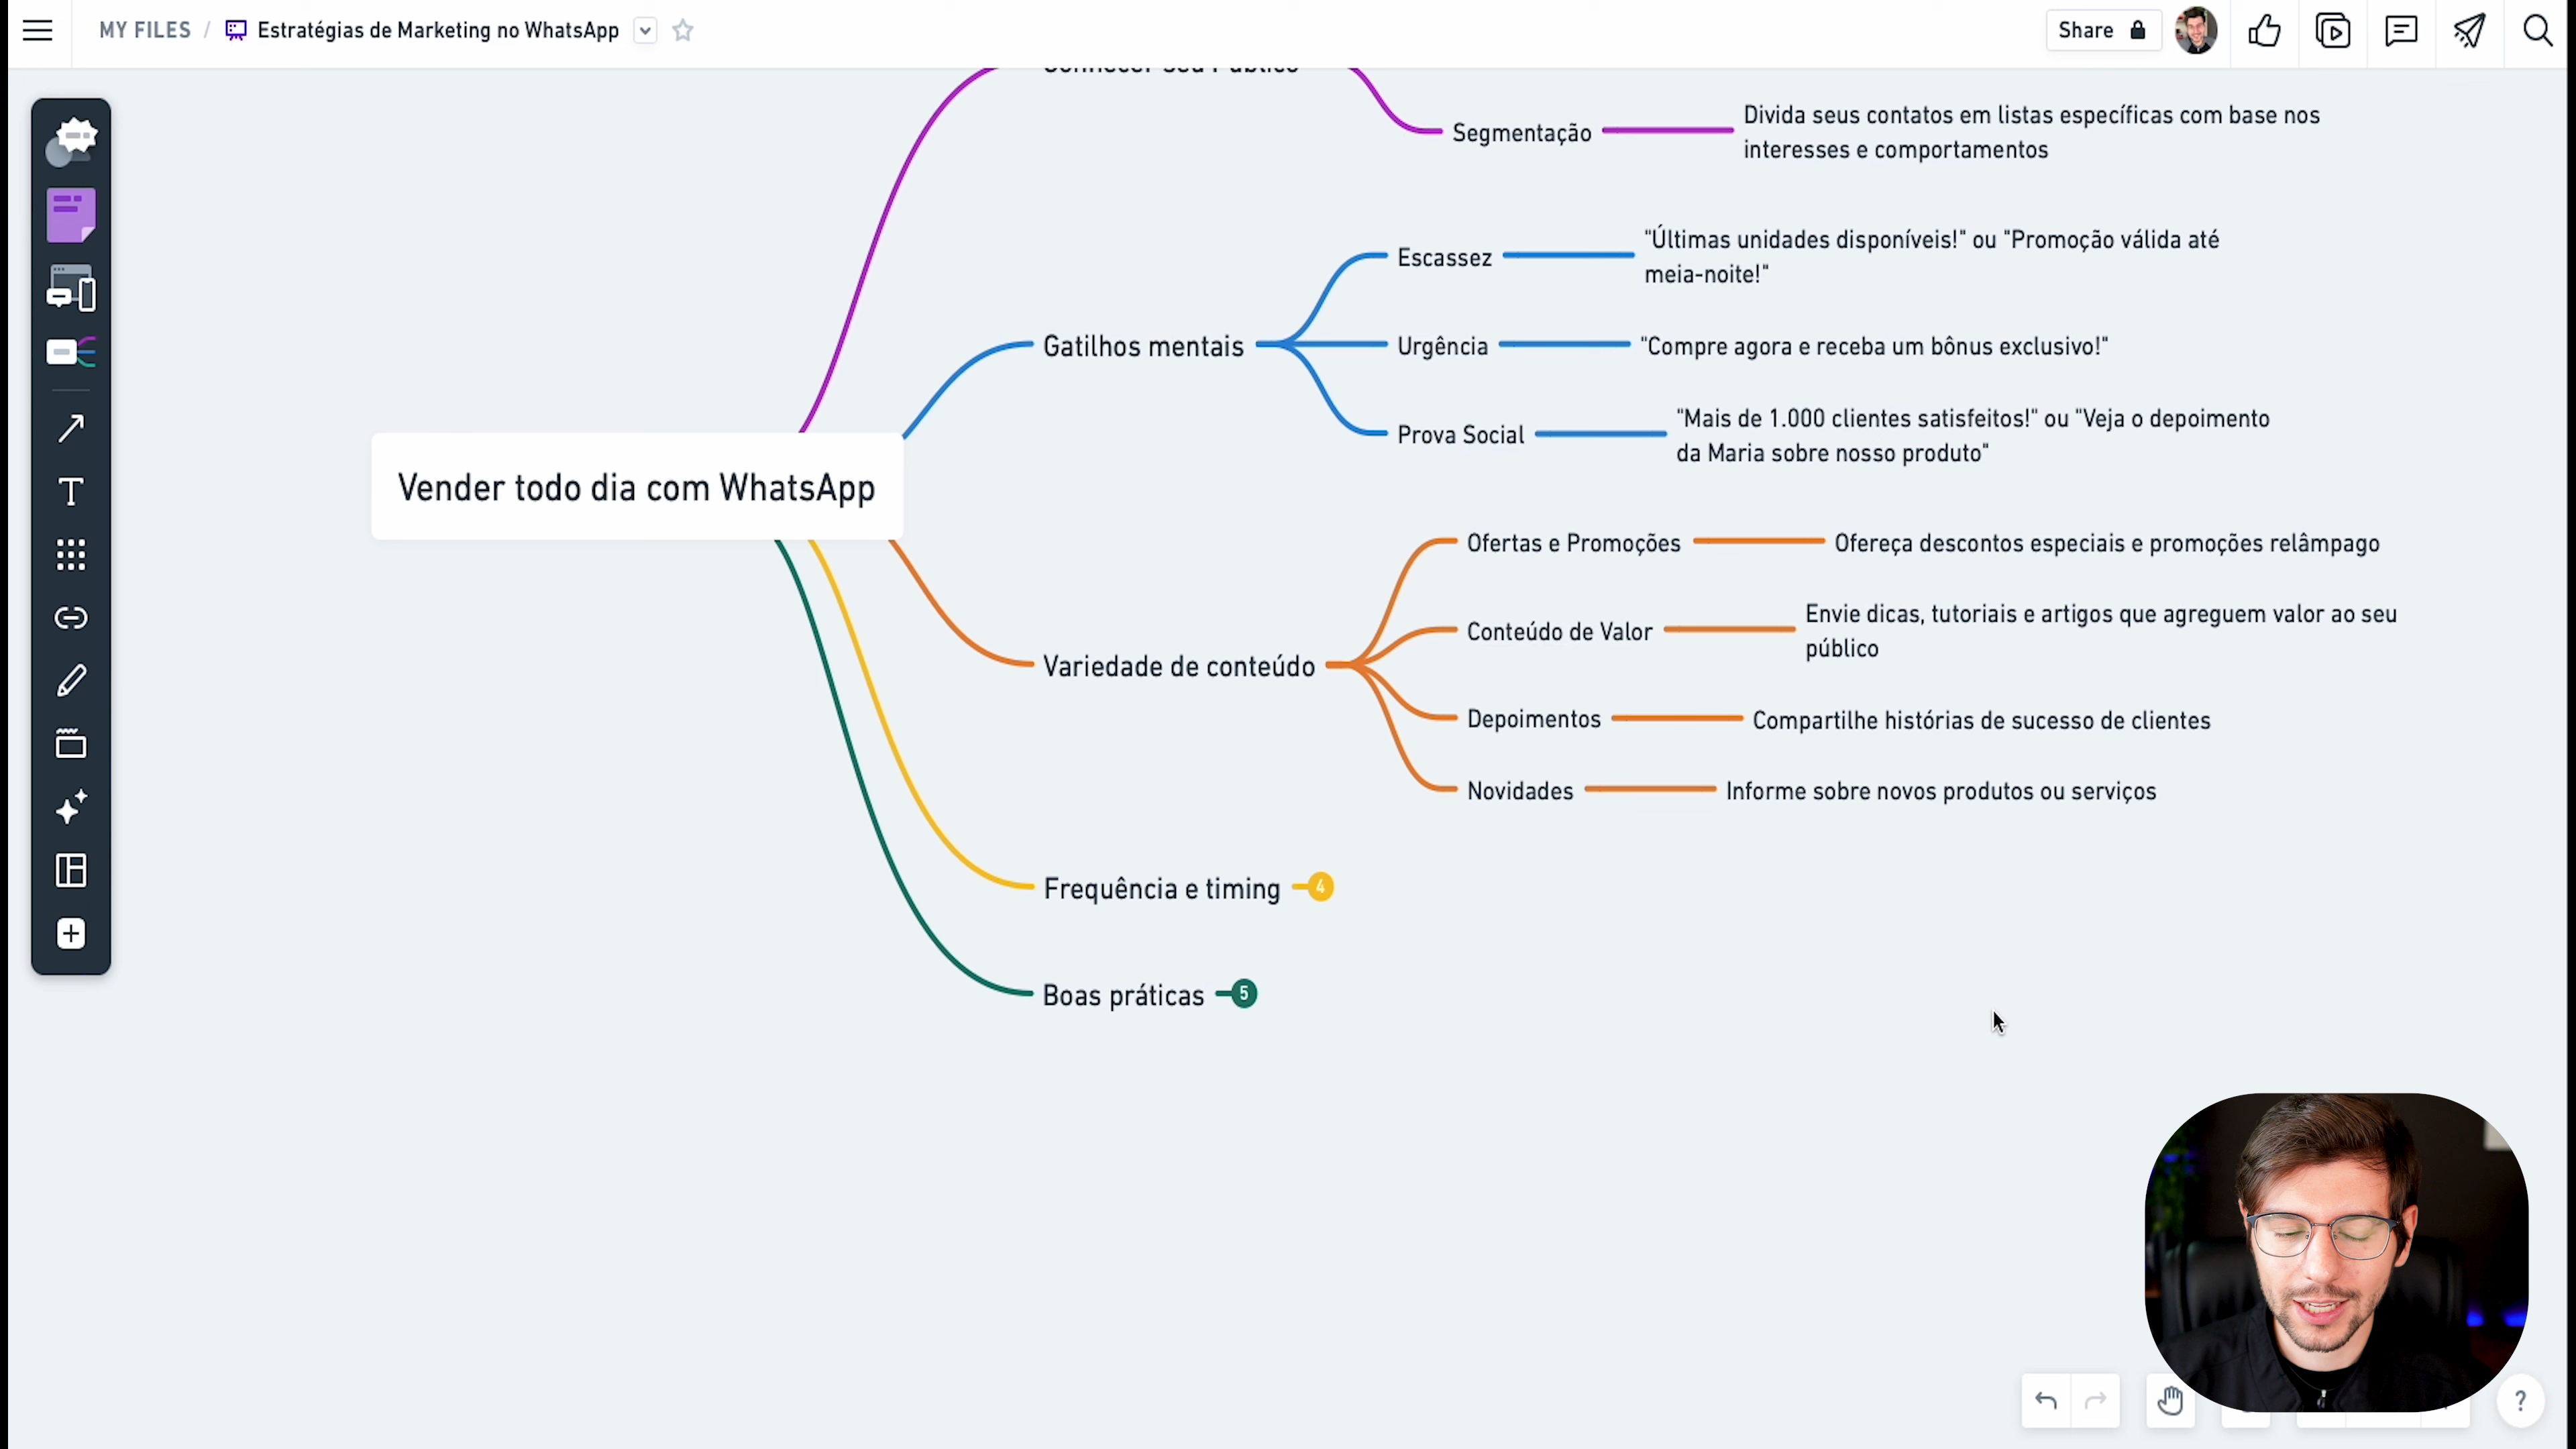 MY FILES / Estratégias de Marketing no WhatsApp
Share
Conhecer seu Público
Segmentação
Divida seus contatos em listas específicas com base nos
interesses e comportamentos
Gatilhos mentais
Escassez
"Últimas unidades disponíveis!" ou "Promoção válida até
meia-noite!"
Urgência
"Compre agora e receba um bônus exclusivo!"
Prova Social
"Mais de 1.000 clientes satisfeitos!" ou "Veja o depoimento
da Maria sobre nosso produto"
Vender todo dia com WhatsApp
Variedade de conteúdo
Ofertas e Promoções
Ofereça descontos especiais e promoções relâmpago
Conteúdo de Valor
Envie dicas, tutoriais e artigos que agreguem valor ao seu
público
Depoimentos
Compartilhe histórias de sucesso de clientes
Novidades
Informe sobre novos produtos ou serviços
Frequência e timing
4
Boas práticas
5
?